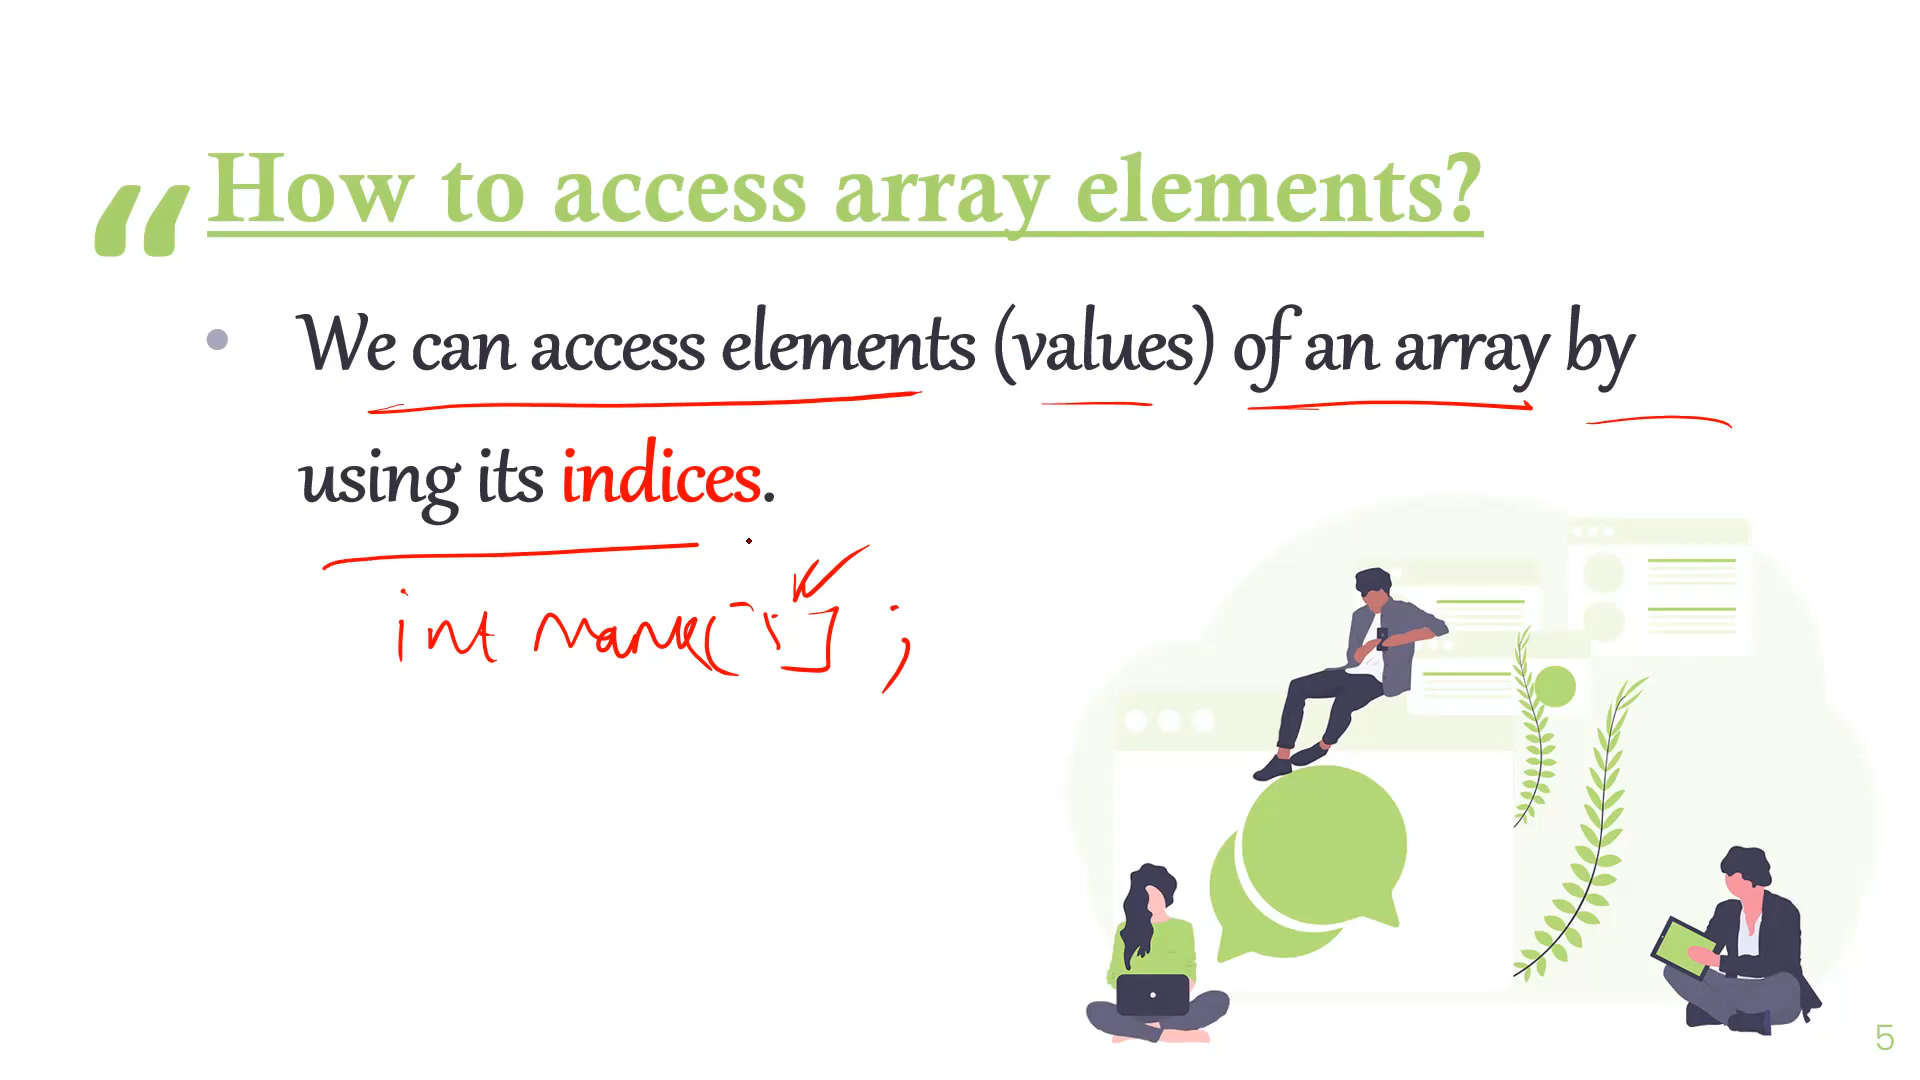 “How to access array elements?
• We can access elements (values) of an array by
using its indices.
int mark[];
5